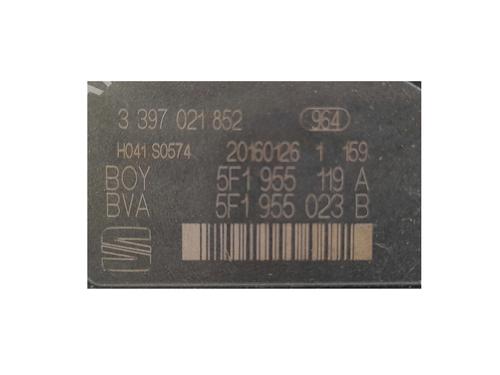 3 397 021 852 964
H041 S0574 20160126 1 159
BOY 5F1 955 119 A
BVA 5F1 955 023 B